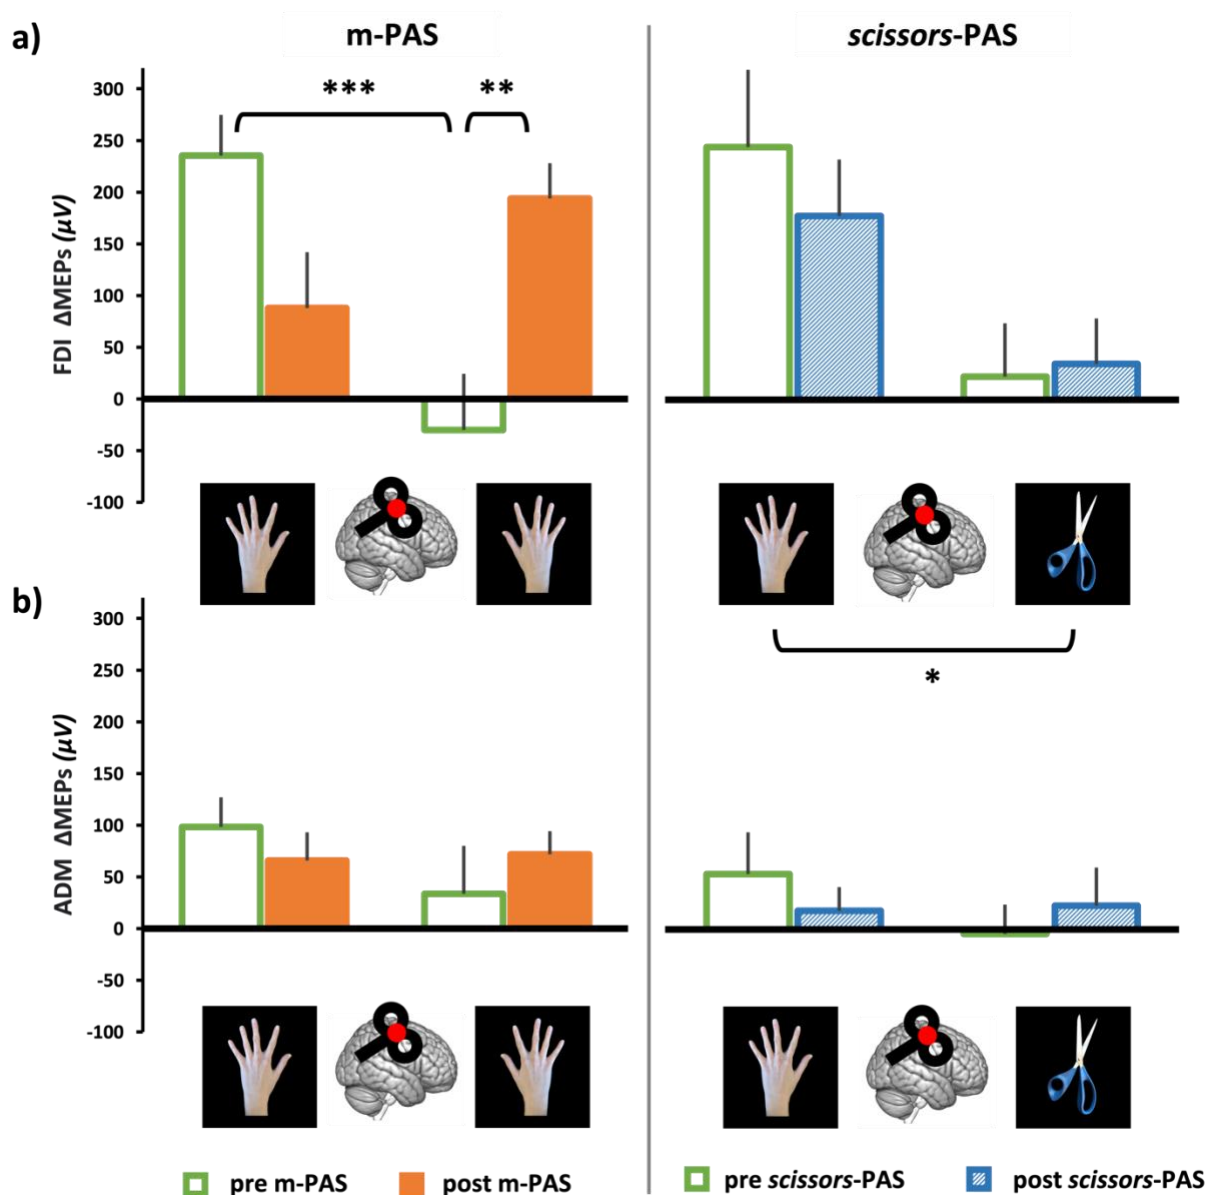 a)
m-PAS
scissors-PAS
FDI ΔMEPs (µV)
300
250
200
150
100
50
0
-50
-100
***
**
*
b)
ADM ΔMEPs (µV)
300
250
200
150
100
50
0
-50
-100
pre m-PAS
post m-PAS
pre scissors-PAS
post scissors-PAS